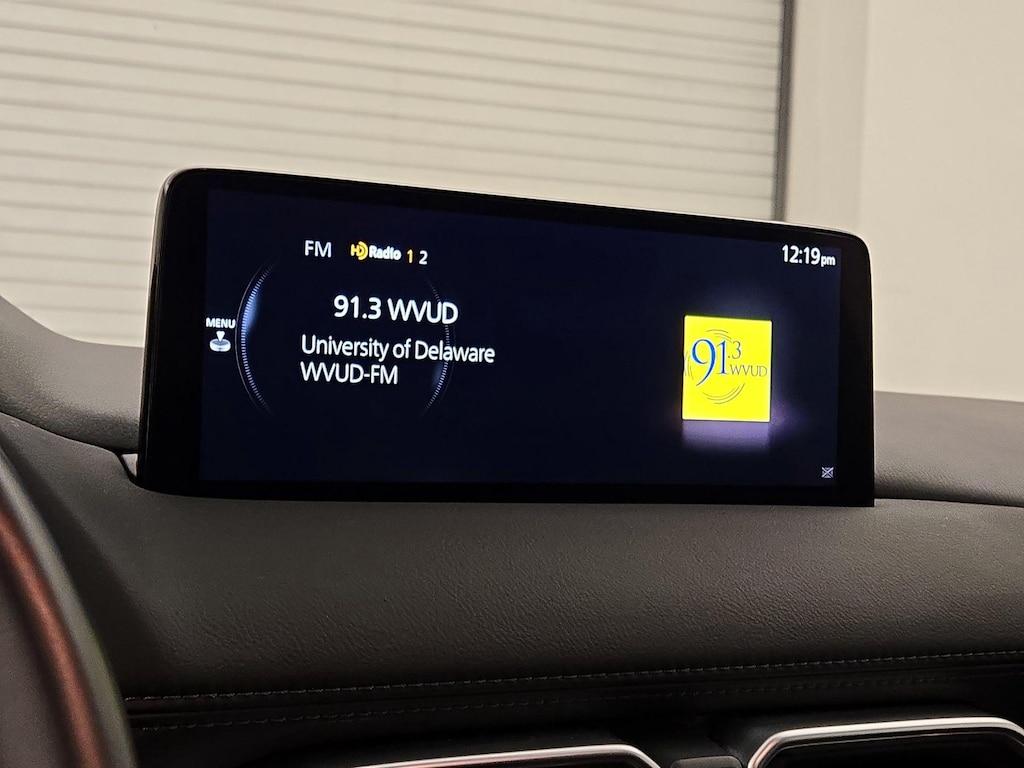 FM HD Radio 1 2
12:19pm
91.3 WVUD
MENU
University of Delaware
WVUD-FM
91.3
WVUD